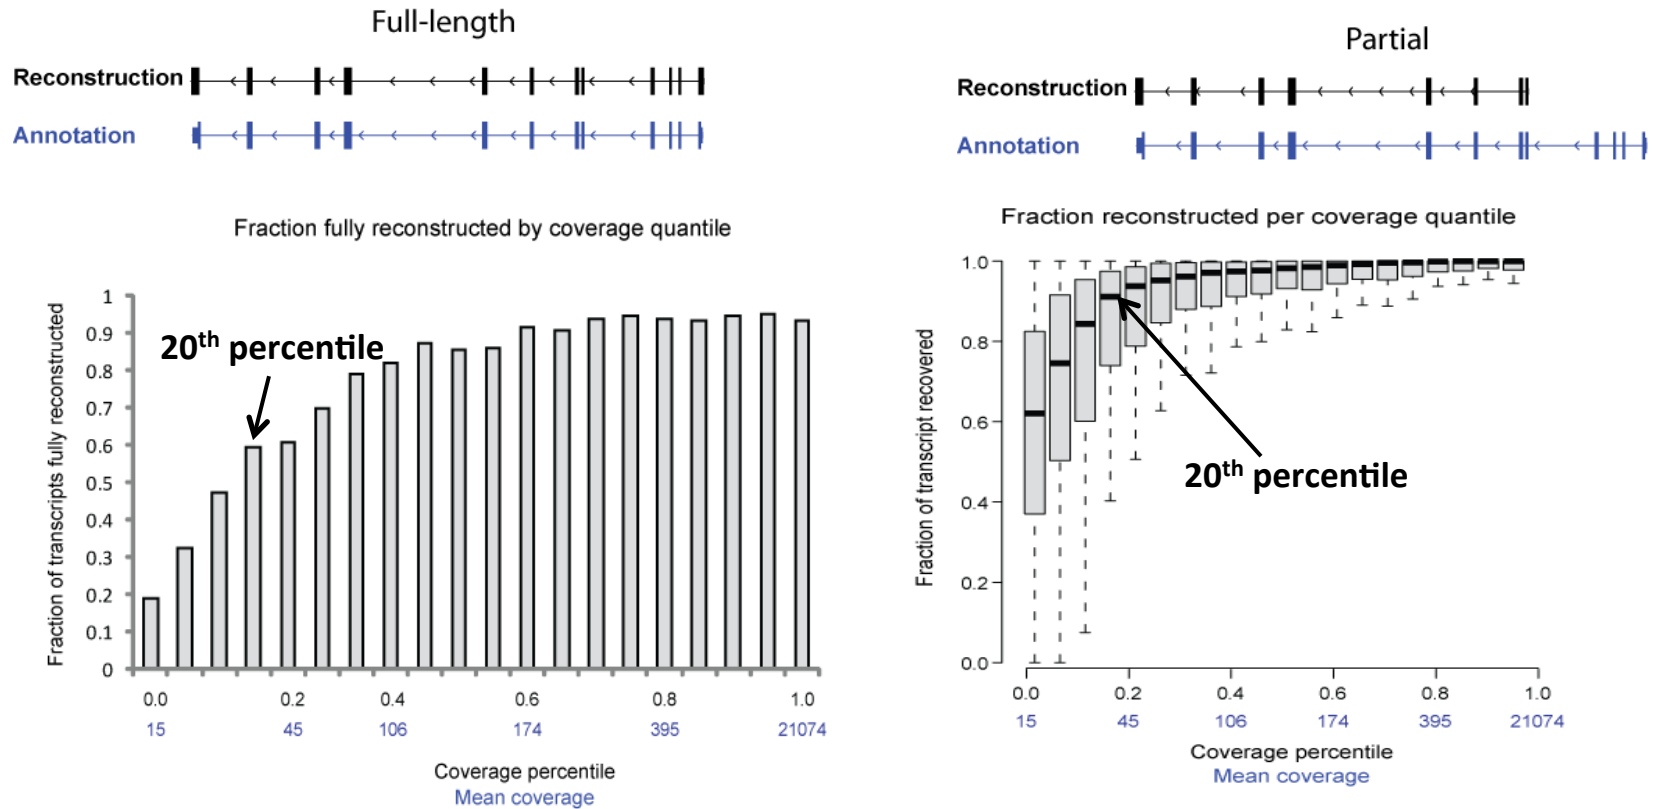 Full-length
Reconstruction
Annotation
Fraction fully reconstructed by coverage quantile
Fraction of transcripts fully reconstructed
1
0.9
0.8
0.7
0.6
0.5
0.4
0.3
0.2
0.1
0
20th percentile
0.0 0.2 0.4 0.6 0.8 1.0
15 45 106 174 395 21074
Coverage percentile
Mean coverage
Partial
Reconstruction
Annotation
Fraction reconstructed per coverage quantile
Fraction of transcript recovered
1.0
0.8
0.6
0.4
0.2
0.0
20th percentile
0.0 0.2 0.4 0.6 0.8 1.0
15 45 106 174 395 21074
Coverage percentile
Mean coverage